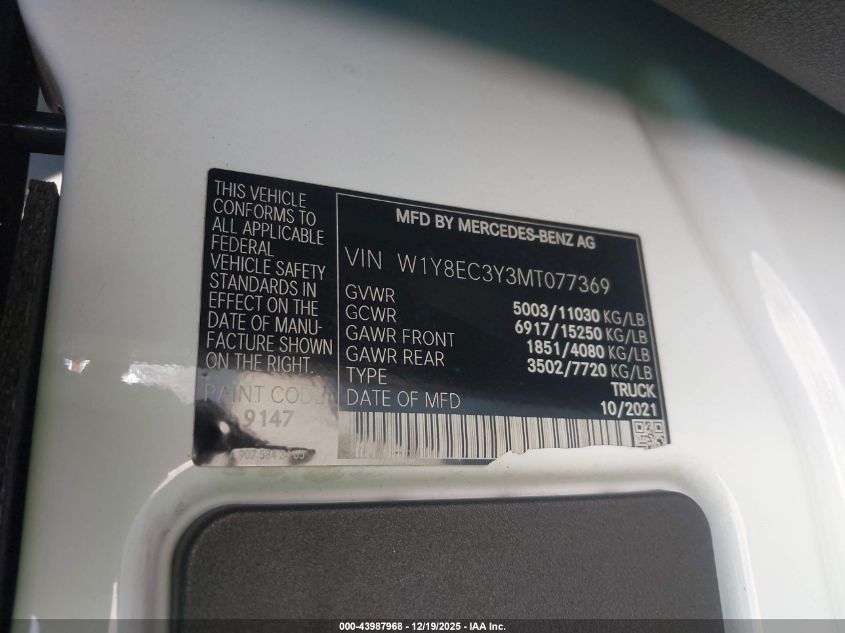 THIS VEHICLE
CONFORMS TO
ALL APPLICABLE
FEDERAL
VEHICLE SAFETY
STANDARDS IN
EFFECT ON THE
DATE OF MANU-
FACTURE SHOWN
ON THE RIGHT.
PAINT CODE
9147
907 584
MFD BY MERCEDES-BENZ AG
VIN W1Y8EC3Y3MT077369
GVWR 5003/11030 KG/LB
GCWR 6917/15250 KG/LB
GAWR FRONT 1851/4080 KG/LB
GAWR REAR 3502/7720 KG/LB
TYPE TRUCK
DATE OF MFD 10/2021
000-43987968 - 12/19/2025 - IAA Inc.